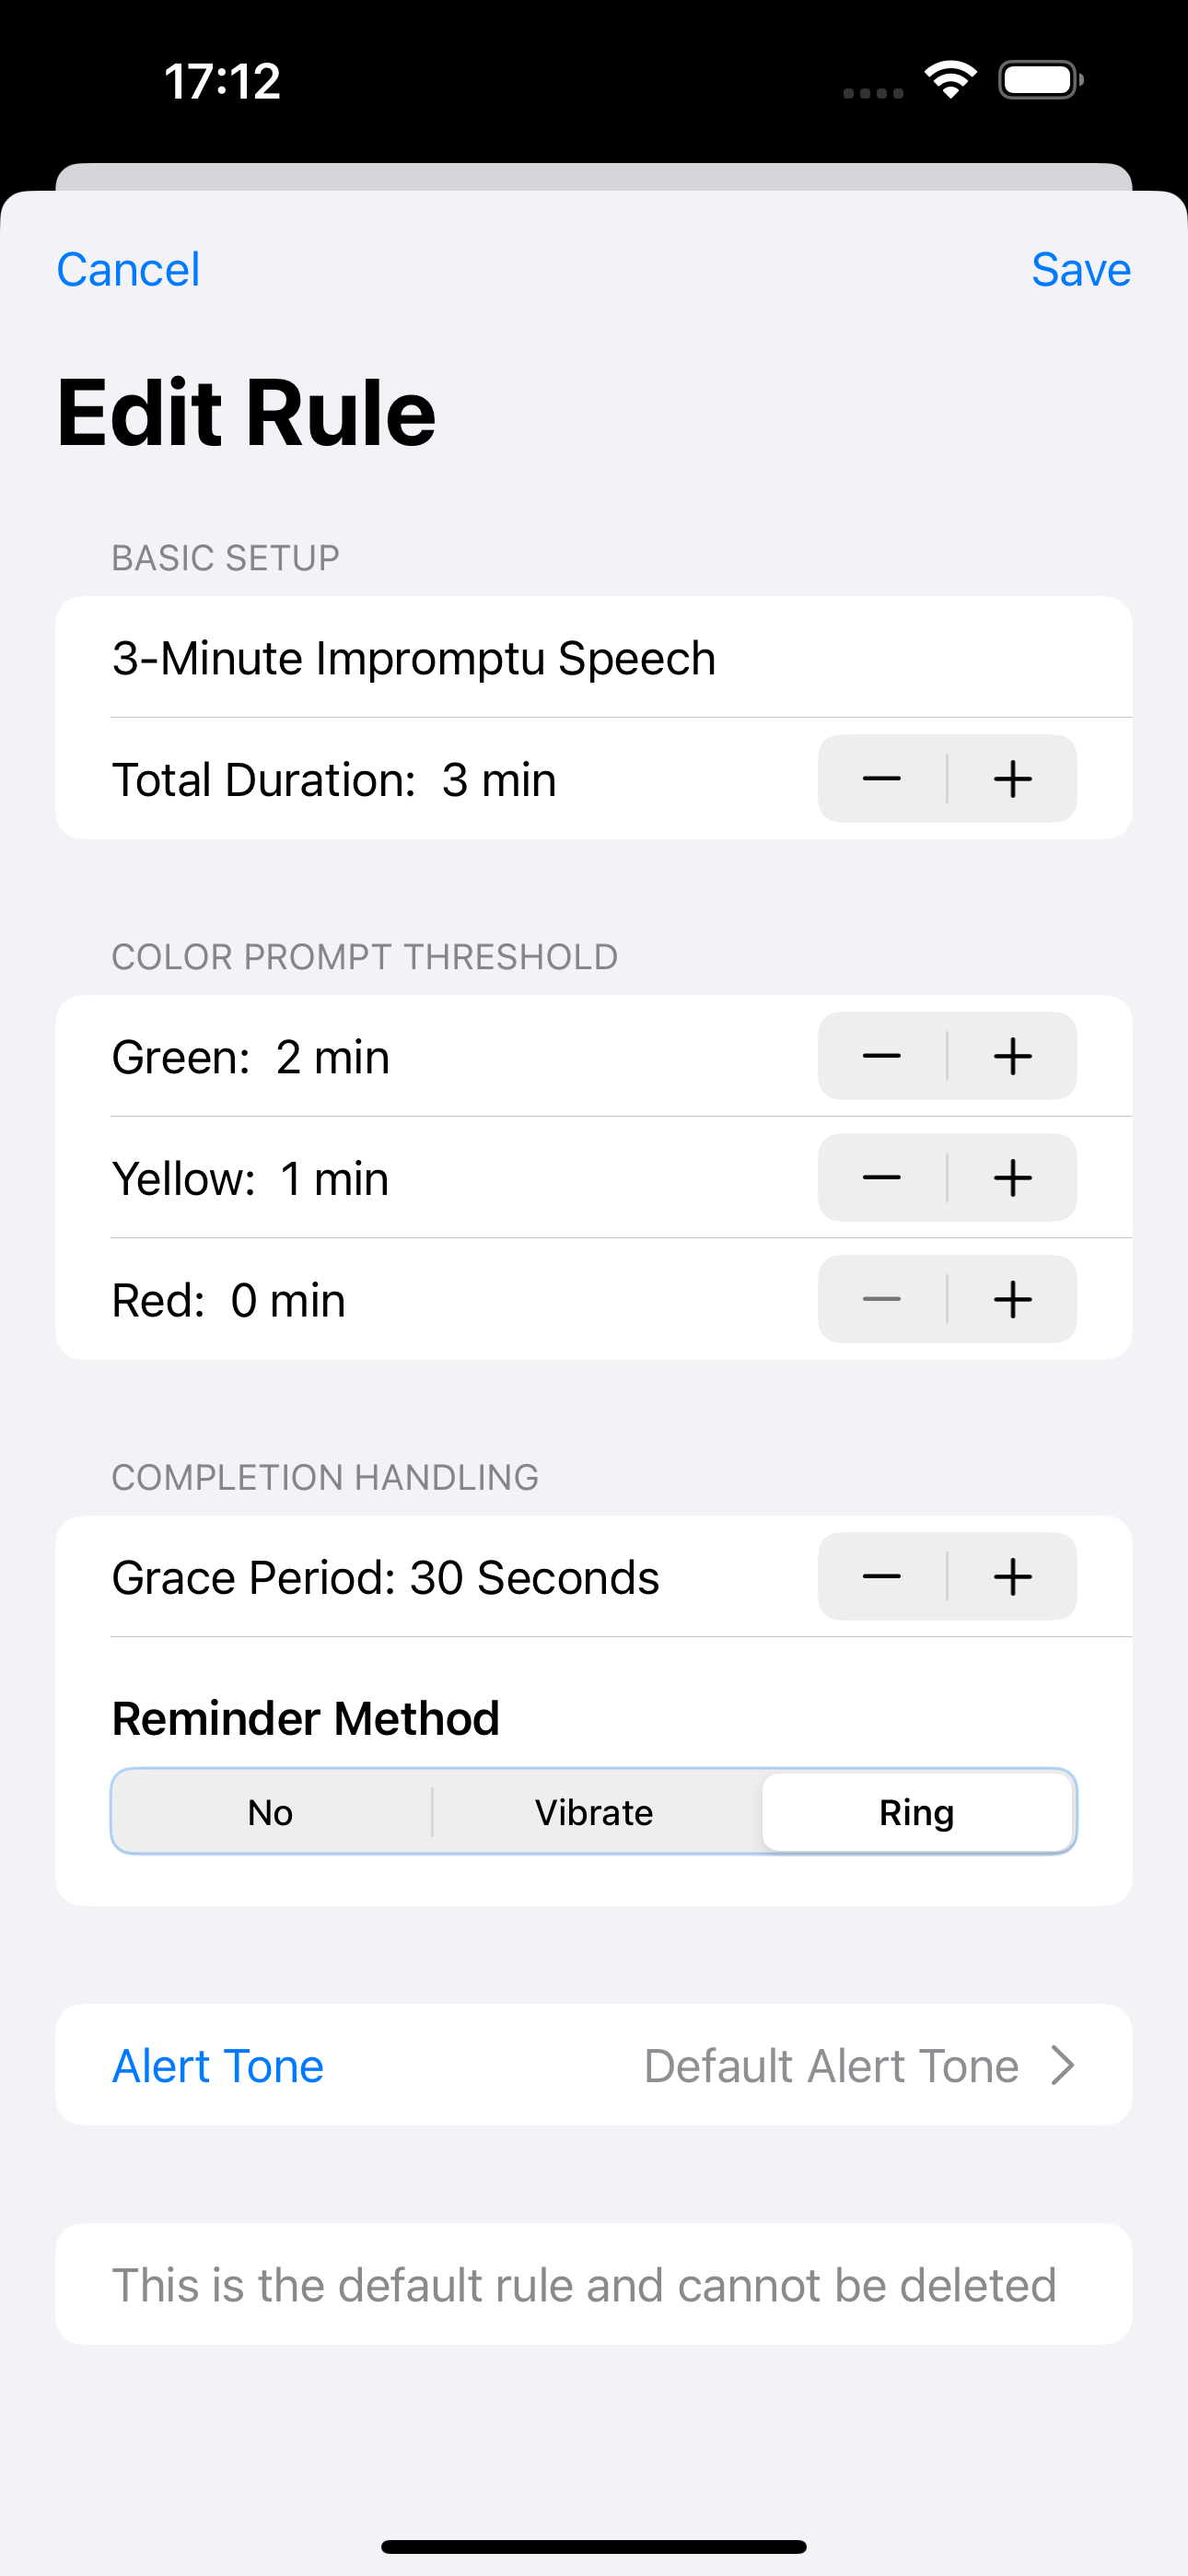 17:12
Cancel Save
Edit Rule
BASIC SETUP
3-Minute Impromptu Speech
Total Duration: 3 min
COLOR PROMPT THRESHOLD
Green: 2 min
Yellow: 1 min
Red: 0 min
COMPLETION HANDLING
Grace Period: 30 Seconds
Reminder Method
No Vibrate Ring
Alert Tone Default Alert Tone
This is the default rule and cannot be deleted